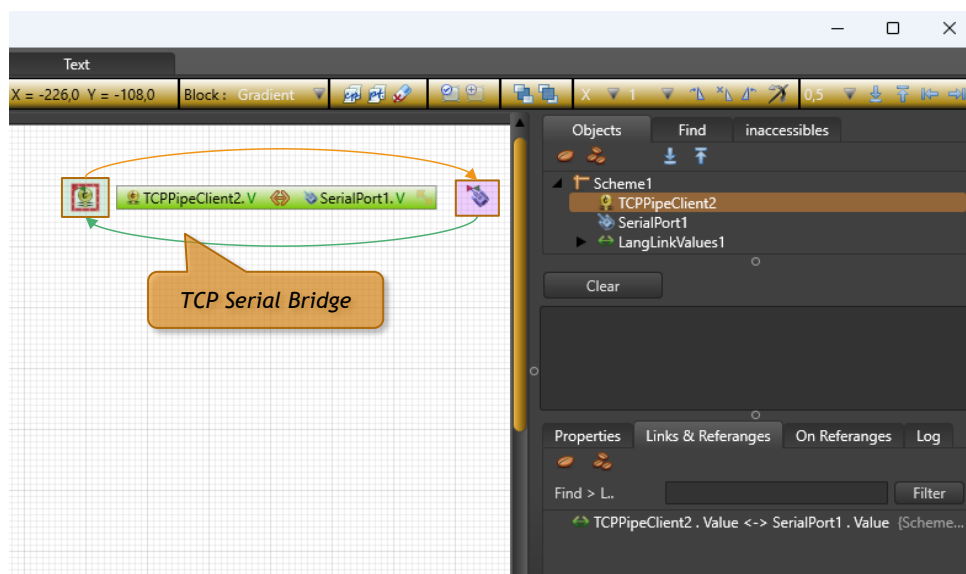 Text
X = -226,0 Y = -108,0 Block: Gradient X 1 0,5
Objects Find inaccessibles
Scheme1
TCPPipeClient2
SerialPort1
LangLinkValues1
TCPPipeClient2. V SerialPort1. V
TCP Serial Bridge
Clear
Properties Links & Referanges On Referanges Log
Find > L.. Filter
TCPPipeClient2 . Value <-> SerialPort1 . Value {Scheme...